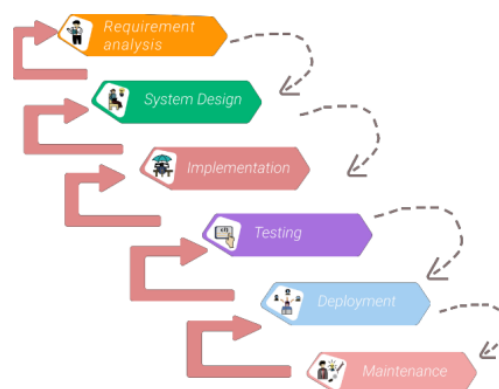 Requirement
analysis
System Design
Implementation
Testing
Deployment
Maintenance